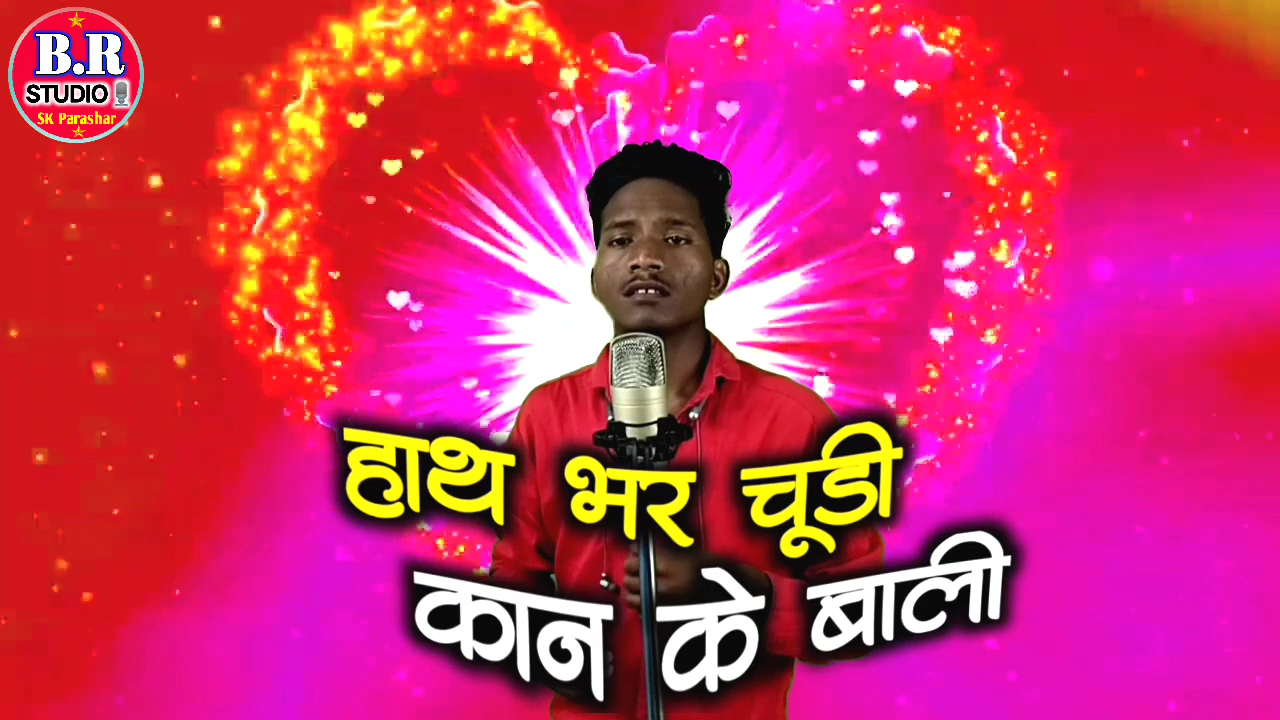 B.R
STUDIO
SK Parashar
हाथ भर चूडी
कान के बाली